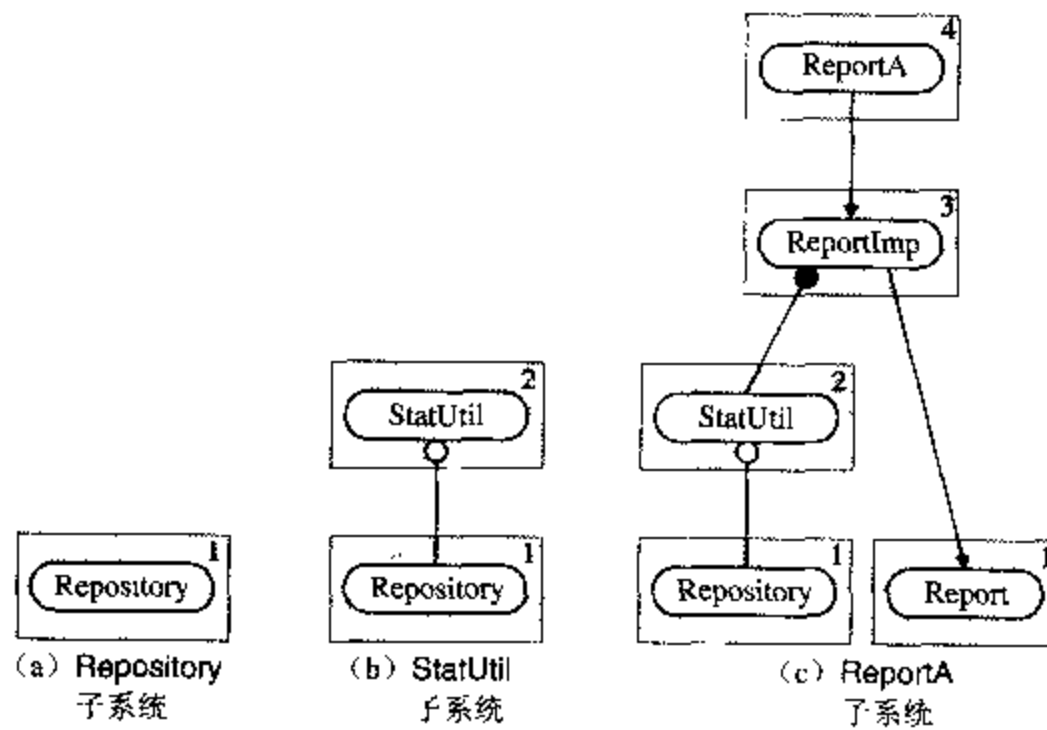 4
ReportA
3
ReportImp
2
StatUtil
2
StatUtil
1
Repository
1
Repository
1
Repository
1
Report
(a) Repository
子系统
(b) StatUtil
子系统
(c) ReportA
子系统